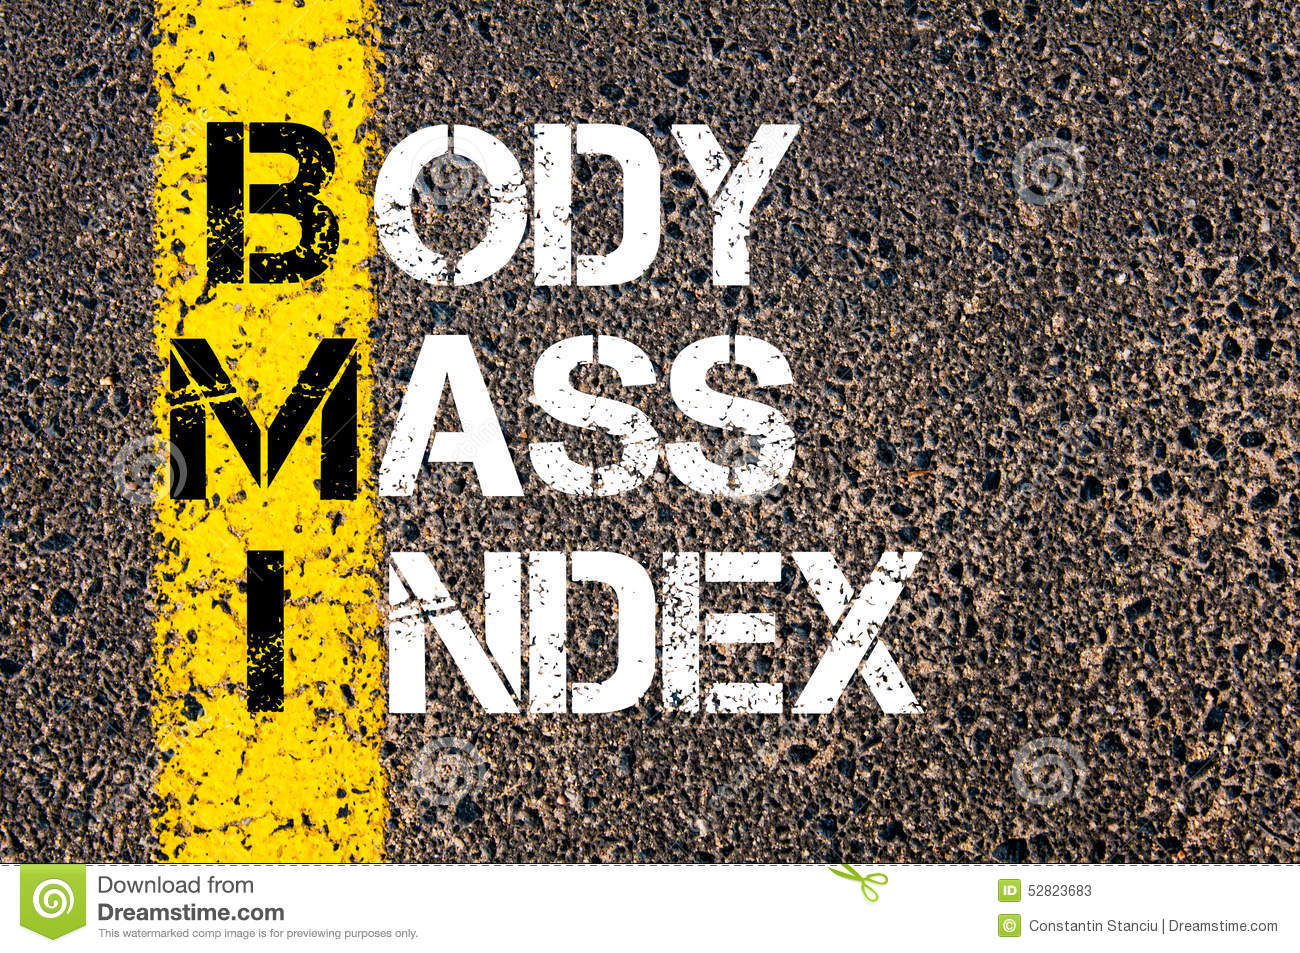 BODY
MASS
INDEX
Download from
Dreamstime.com
This watermarked comp image is for previewing purposes only.
ID 52823683
© Constantin Stanciu | Dreamstime.com